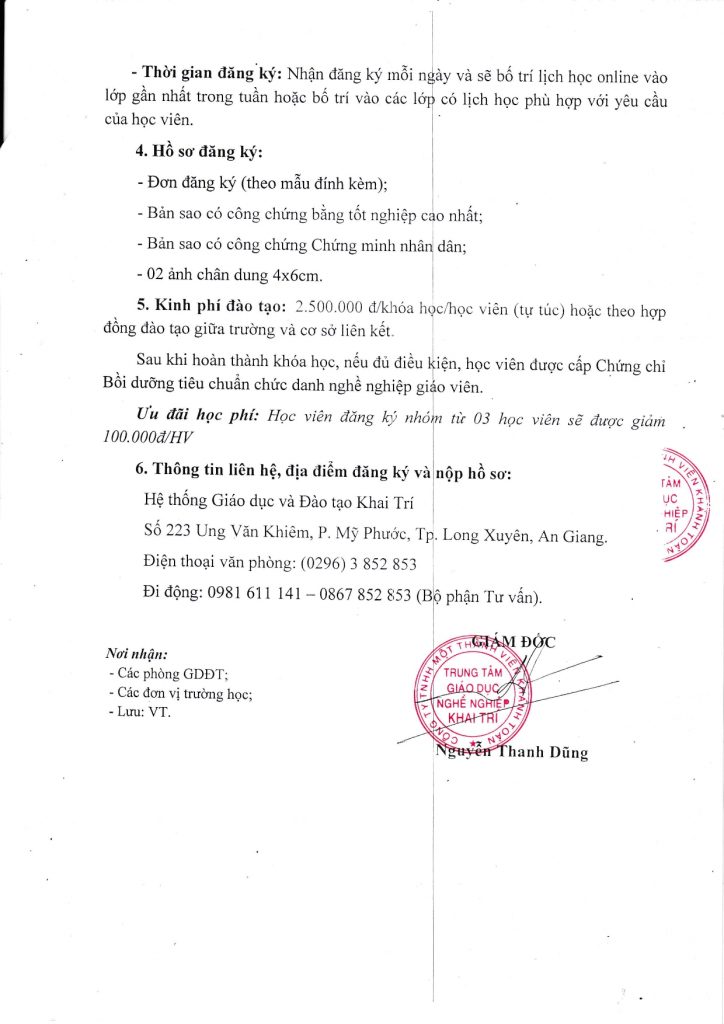 - Thời gian đăng ký: Nhận đăng ký mỗi ngày và sẽ bố trí lịch học online vào
lớp gần nhất trong tuần hoặc bố trí vào các lớp có lịch học phù hợp với yêu cầu
của học viên.
4. Hồ sơ đăng ký:
- Đơn đăng ký (theo mẫu đính kèm);
- Bản sao có công chứng bằng tốt nghiệp cao nhất;
- Bản sao có công chứng Chứng minh nhân dân;
- 02 ảnh chân dung 4x6cm.
5. Kinh phí đào tạo: 2.500.000 đ/khóa học/học viên (tự túc) hoặc theo hợp
đồng đào tạo giữa trường và cơ sở liên kết.
Sau khi hoàn thành khóa học, nếu đủ điều kiện, học viên được cấp Chứng chỉ
Bồi dưỡng tiêu chuẩn chức danh nghề nghiệp giáo viên.
Ưu đãi học phí: Học viên đăng ký nhóm từ 03 học viên sẽ được giảm
100.000đ/HV
6. Thông tin liên hệ, địa điểm đăng ký và nộp hồ sơ:
Hệ thống Giáo dục và Đào tạo Khai Trí
Số 223 Ung Văn Khiêm, P. Mỹ Phước, Tp. Long Xuyên, An Giang.
Điện thoại văn phòng: (0296) 3 852 853
Đi động: 0981 611 141 – 0867 852 853 (Bộ phận Tư vấn).
VIÊN KHÁNH TOÀN
TÂM
ỤC
HIỆP
RÍ
Nơi nhận:
- Các phòng GDĐT;
- Các đơn vị trường học;
- Lưu: VT.
GIÁM ĐỐC
CÔNG TY TNHH MỘT THÀNH VIÊN KHÁNH TOÀN
TRUNG TÂM
GIÁO DỤC
NGHỀ NGHIỆP
KHAI TRÍ
Nguyễn Thanh Dũng